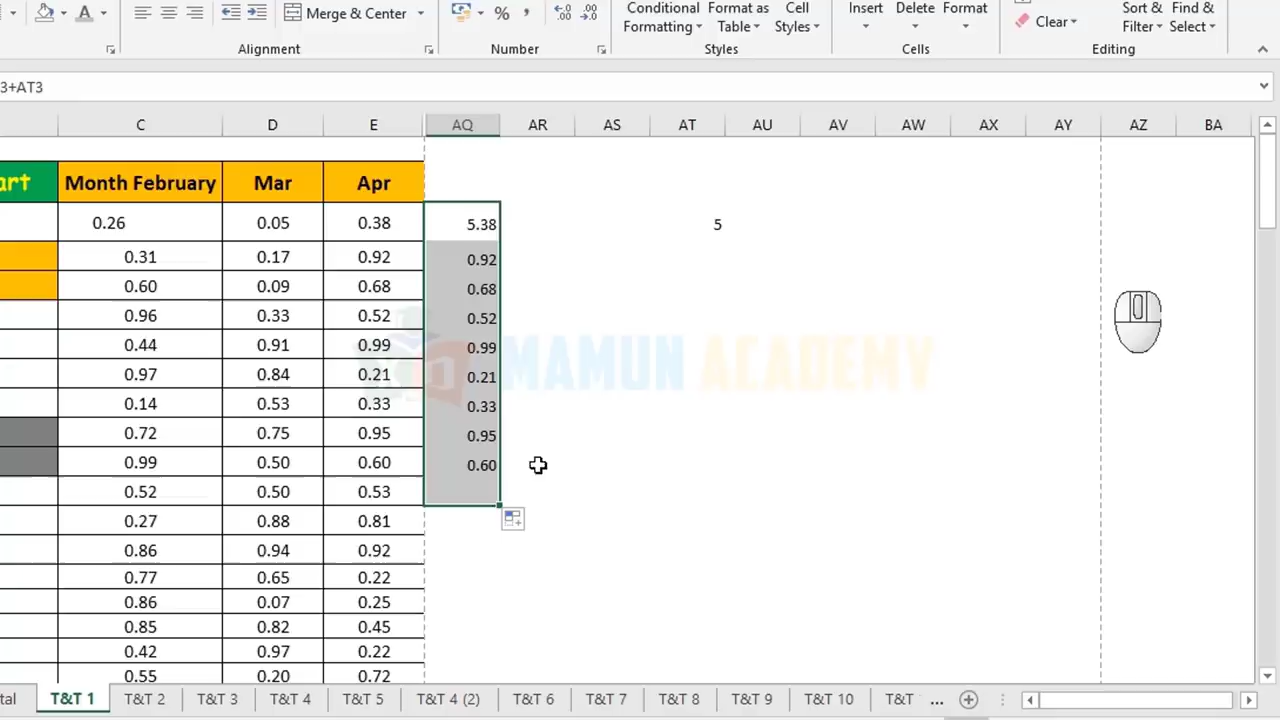 Merge & Center
%
,
Conditional Formatting
Format as Table
Cell Styles
Insert
Delete
Format
Clear
Sort & Filter
Find & Select
Alignment
Number
Styles
Cells
Editing
3+AT3
C D E AQ AR AS AT AU AV AW AX AY AZ BA
art Month February Mar Apr
0.26 0.05 0.38 5.38 5
0.31 0.17 0.92 0.92
0.60 0.09 0.68 0.68
0.96 0.33 0.52 0.52
0.44 0.91 0.99 0.99
0.97 0.84 0.21 0.21
0.14 0.53 0.33 0.33
0.72 0.75 0.95 0.95
0.99 0.50 0.60 0.60
0.52 0.50 0.53
0.27 0.88 0.81
0.86 0.94 0.92
0.77 0.65 0.22
0.86 0.07 0.25
0.85 0.82 0.45
0.42 0.97 0.22
0.55 0.20 0.72
MAMUN ACADEMY
tal T&T 1 T&T 2 T&T 3 T&T 4 T&T 5 T&T 4 (2) T&T 6 T&T 7 T&T 8 T&T 9 T&T 10 T&T ...